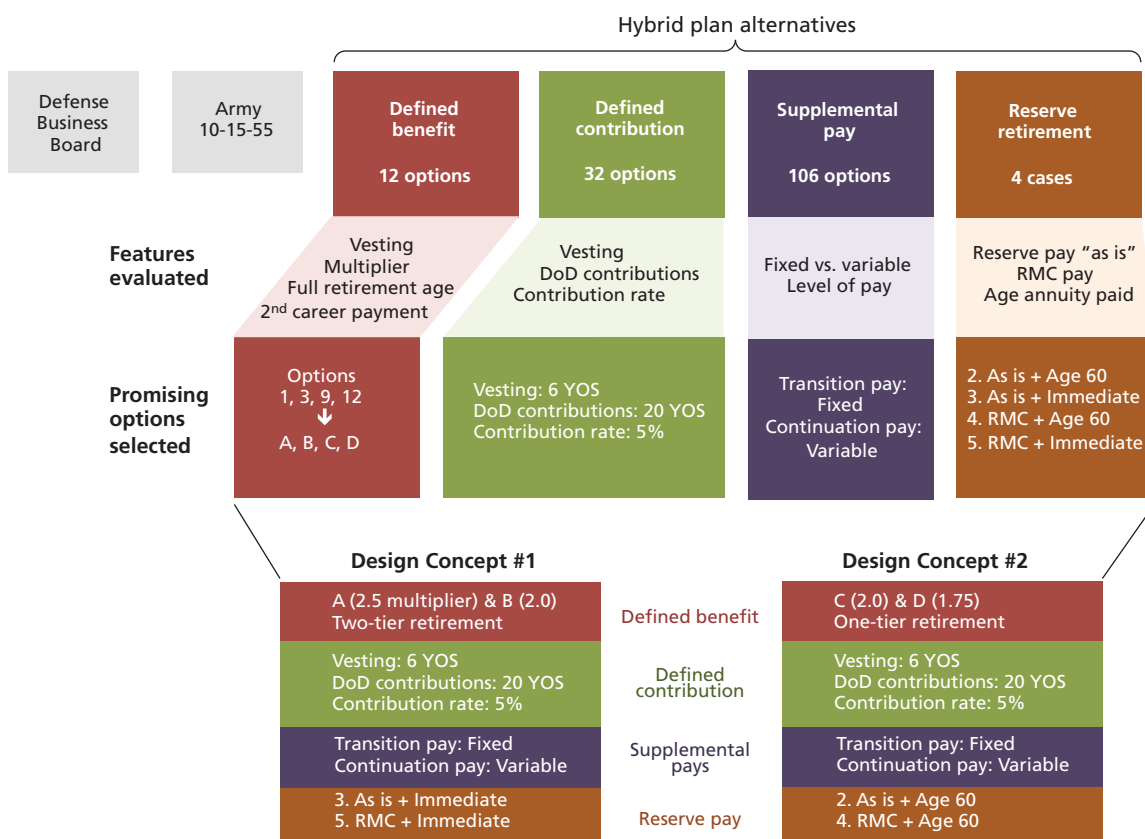 Hybrid plan alternatives
Defense
Business
Board
Army
10-15-55
Defined
benefit
12 options
Defined
contribution
32 options
Supplemental
pay
106 options
Reserve
retirement
4 cases
Features
evaluated
Vesting
Multiplier
Full retirement age
2nd career payment
Vesting
DoD contributions
Contribution rate
Fixed vs. variable
Level of pay
Reserve pay “as is”
RMC pay
Age annuity paid
Promising
options
selected
Options
1, 3, 9, 12
A, B, C, D
Vesting: 6 YOS
DoD contributions: 20 YOS
Contribution rate: 5%
Transition pay:
Fixed
Continuation pay:
Variable
2. As is + Age 60
3. As is + Immediate
4. RMC + Age 60
5. RMC + Immediate
Design Concept #1
A (2.5 multiplier) & B (2.0)
Two-tier retirement
Vesting: 6 YOS
DoD contributions: 20 YOS
Contribution rate: 5%
Transition pay: Fixed
Continuation pay: Variable
3. As is + Immediate
5. RMC + Immediate
Defined benefit
Defined
contribution
Supplemental
pays
Reserve pay
Design Concept #2
C (2.0) & D (1.75)
One-tier retirement
Vesting: 6 YOS
DoD contributions: 20 YOS
Contribution rate: 5%
Transition pay: Fixed
Continuation pay: Variable
2. As is + Age 60
4. RMC + Age 60